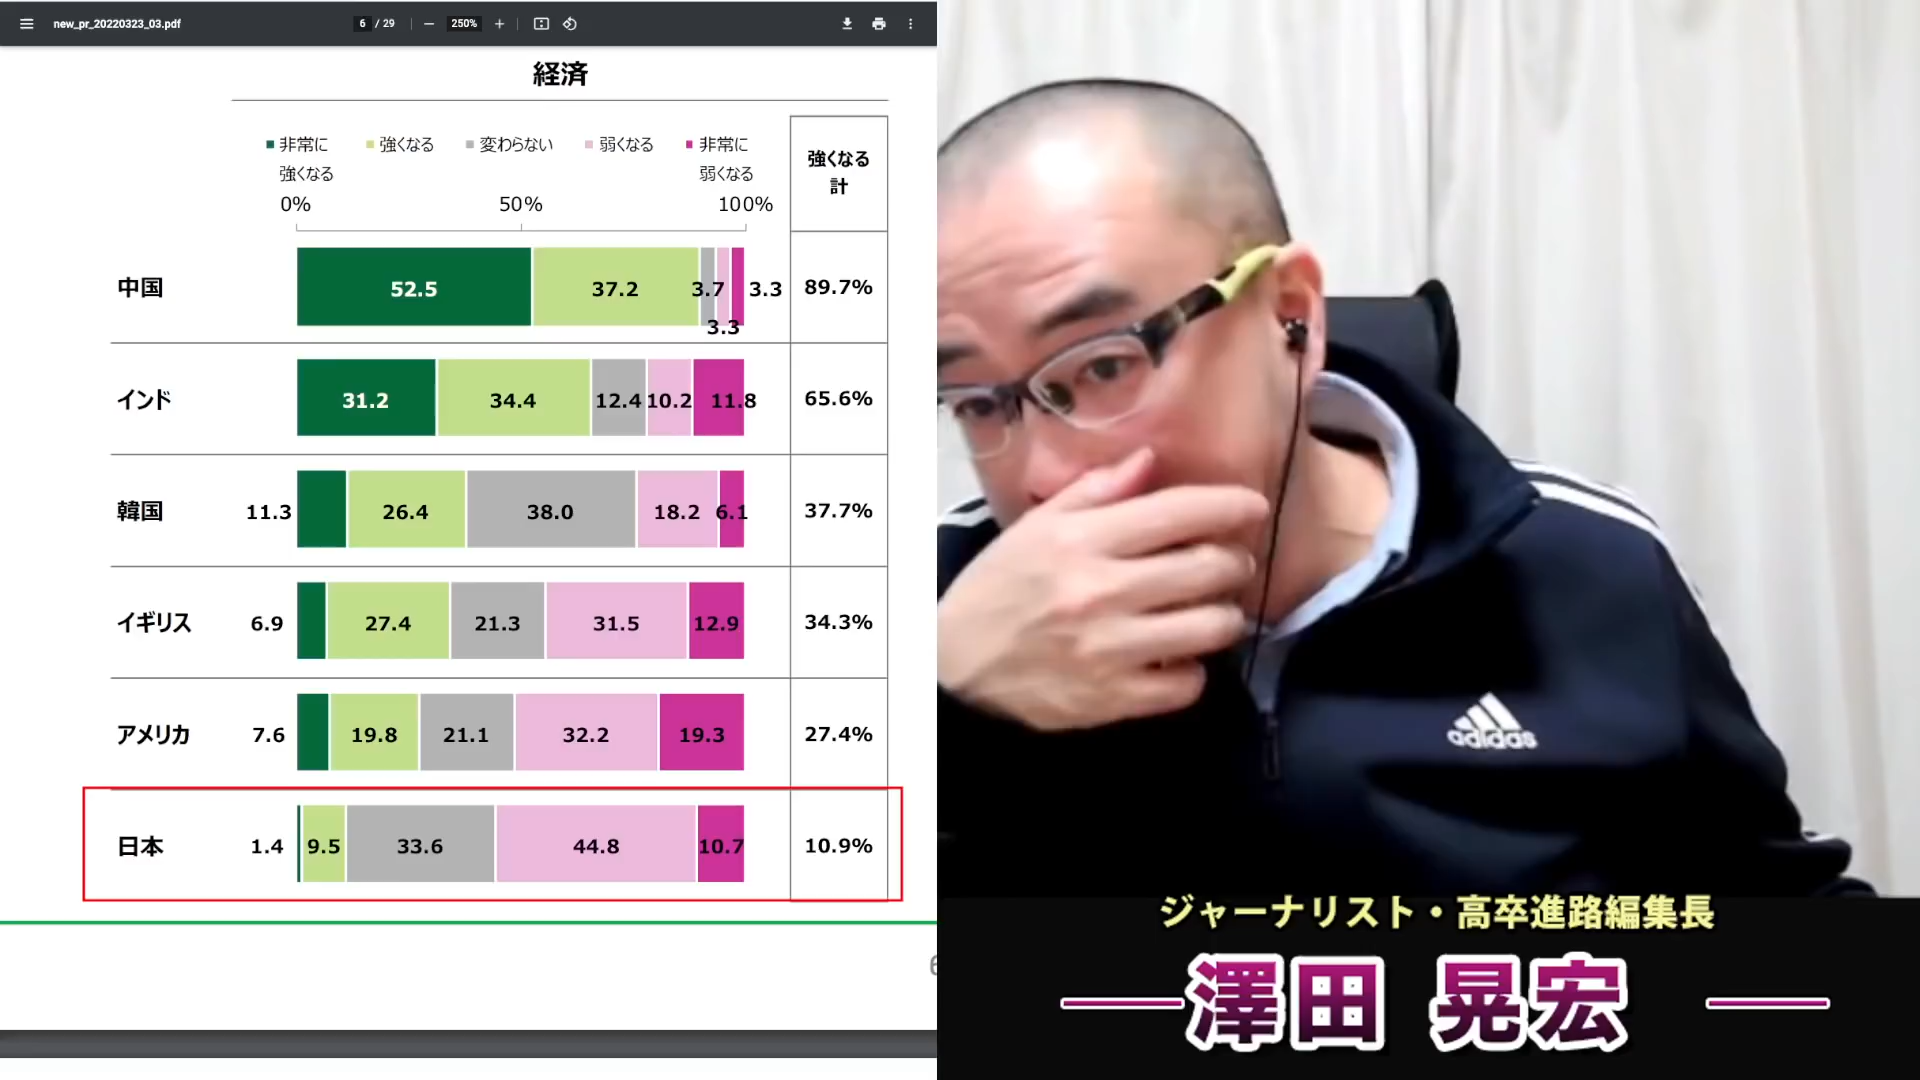 new_pr_20220323_03.pdf
6 / 29
250%
経済
非常に
強くなる
強くなる
変わらない
弱くなる
非常に
弱くなる
強くなる
計
0% 50% 100%
中国 52.5 37.2 3.7 3.3 3.3 89.7%
インド 31.2 34.4 12.4 10.2 11.8 65.6%
韓国 11.3 26.4 38.0 18.2 6.1 37.7%
イギリス 6.9 27.4 21.3 31.5 12.9 34.3%
アメリカ 7.6 19.8 21.1 32.2 19.3 27.4%
日本 1.4 9.5 33.6 44.8 10.7 10.9%
adidas
ジャーナリスト・高卒進路編集長
澤田 晃宏